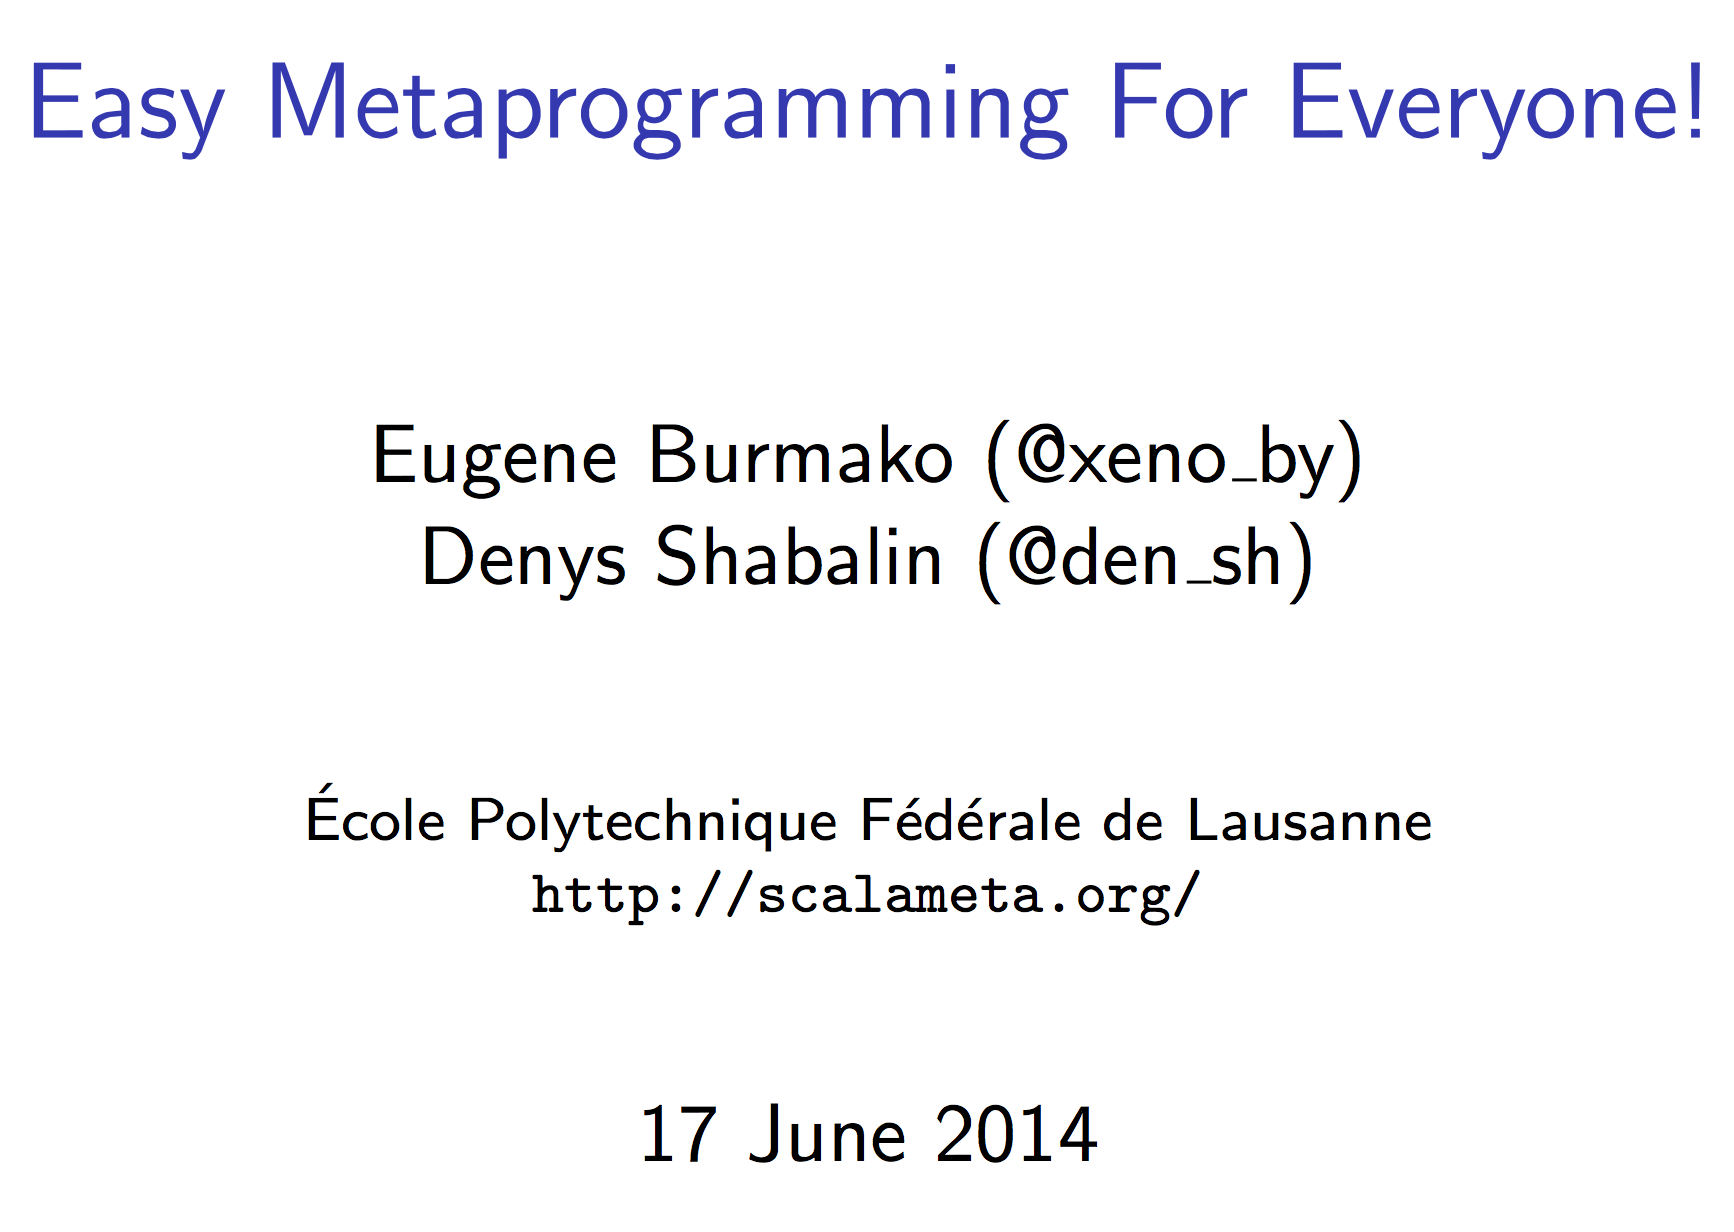 Easy Metaprogramming For Everyone!
Eugene Burmako (@xeno_by)
Denys Shabalin (@den_sh)
École Polytechnique Fédérale de Lausanne
http://scalameta.org/
17 June 2014